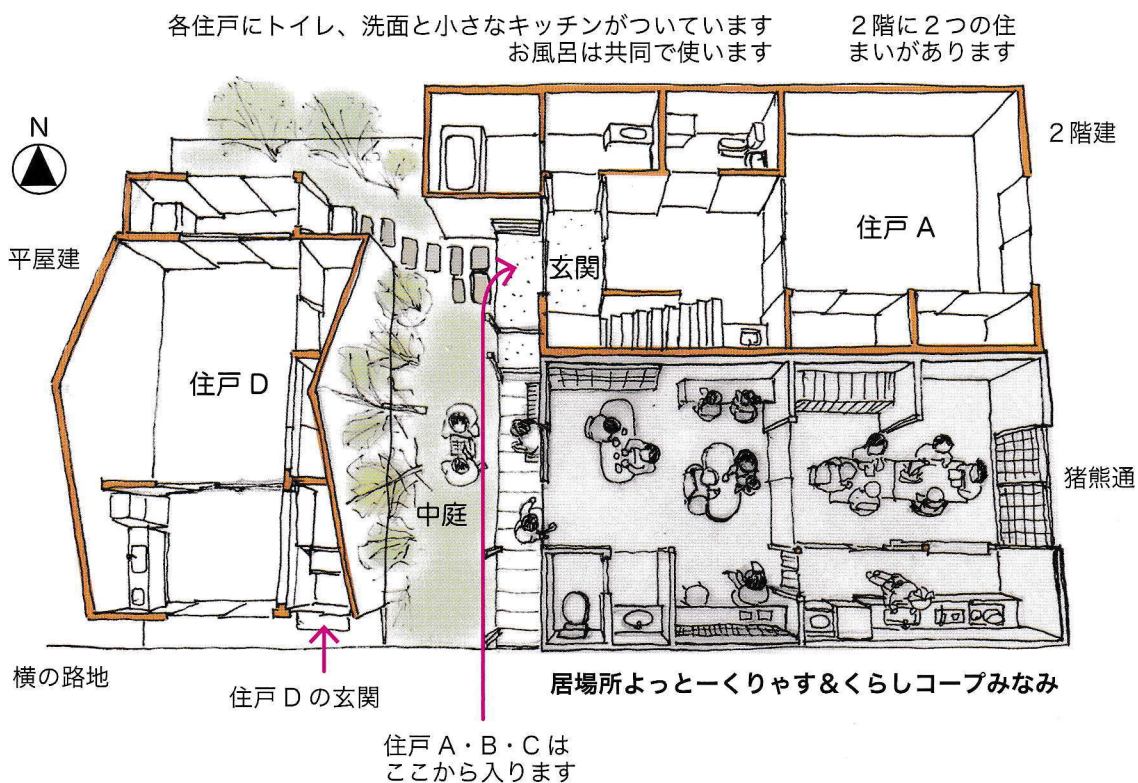 各住戸にトイレ、洗面と小さなキッチンがついています
お風呂は共同で使います
２階に２つの住
まいがあります
N
２階建
平屋建
住戸 A
玄関
住戸 D
中庭
猪熊通
横の路地
住戸 D の玄関
居場所よっとーくりゃす＆くらしコープみなみ
住戸 A・B・C は
ここから入ります